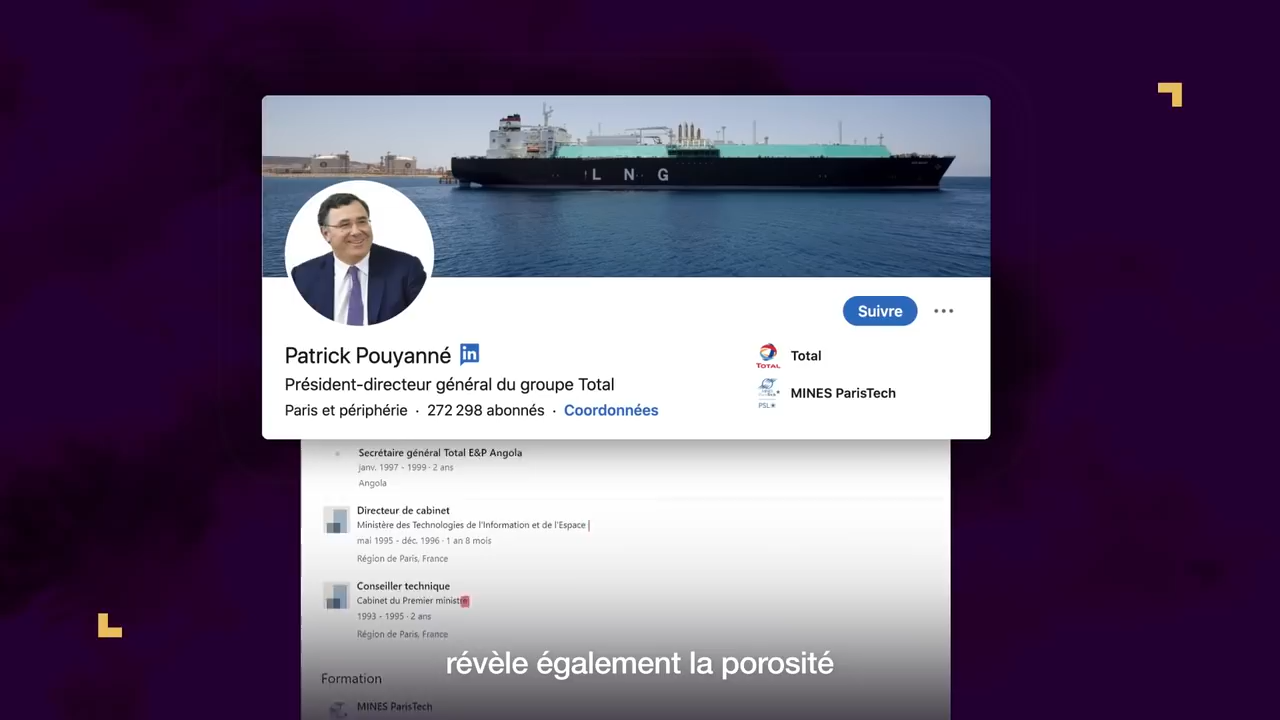 L N G
Suivre
Patrick Pouyanné in
Président-directeur général du groupe Total
Paris et périphérie · 272 298 abonnés · Coordonnées
TOTAL
Total
PSL
MINES ParisTech
Secrétaire général Total E&P Angola
janv. 1997 - 1999 · 2 ans
Angola
Directeur de cabinet
Ministère des Technologies de l'Information et de l'Espace
mai 1995 - déc. 1996 · 1 an 8 mois
Région de Paris, France
Conseiller technique
Cabinet du Premier ministre
1993 - 1995 · 2 ans
Région de Paris, France
révèle également la porosité
Formation
MINES ParisTech